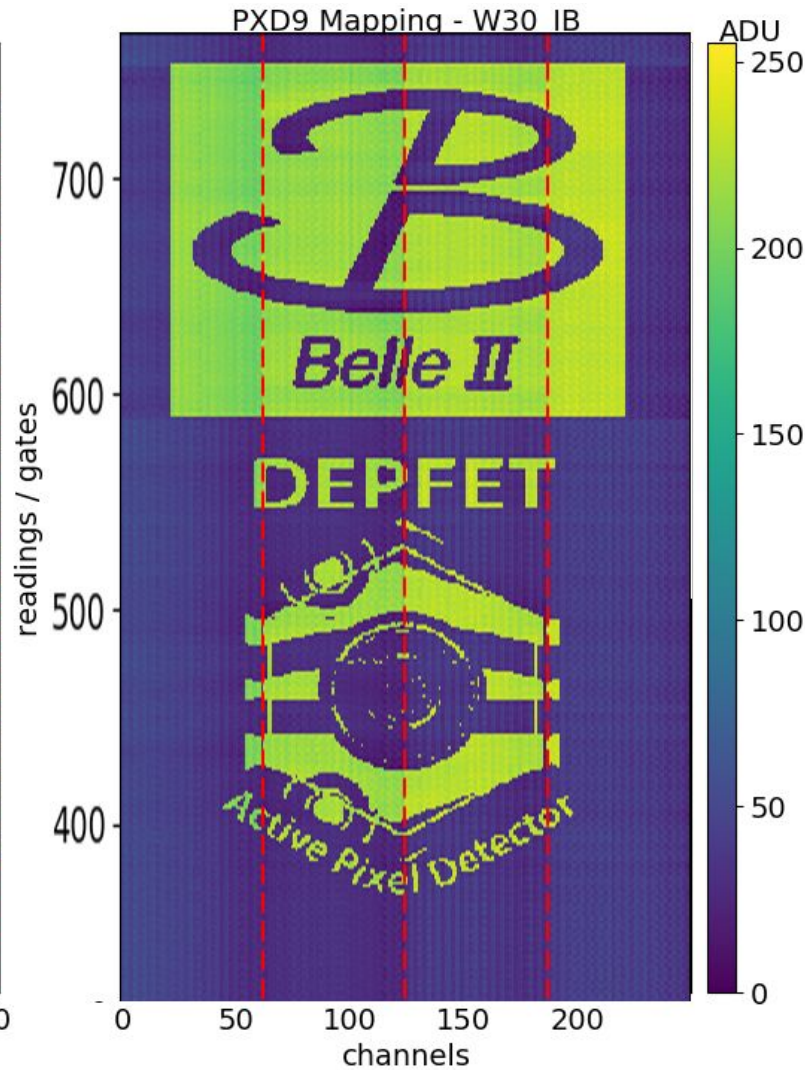 PXD9 Mapping - W30_IB
ADU
250
200
150
100
50
0
readings / gates
700
600
500
400
Belle II
DEPFET
Active Pixel Detector
0
0
50
100
150
200
channels